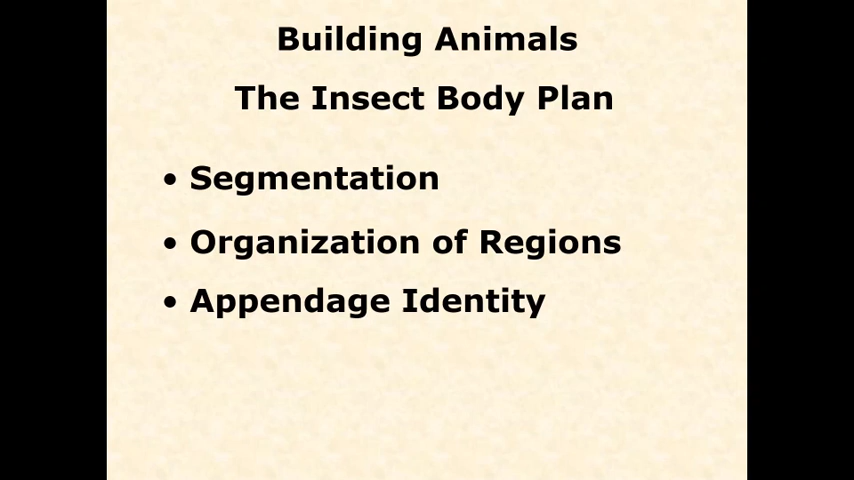 Building Animals
The Insect Body Plan
• Segmentation
• Organization of Regions
• Appendage Identity